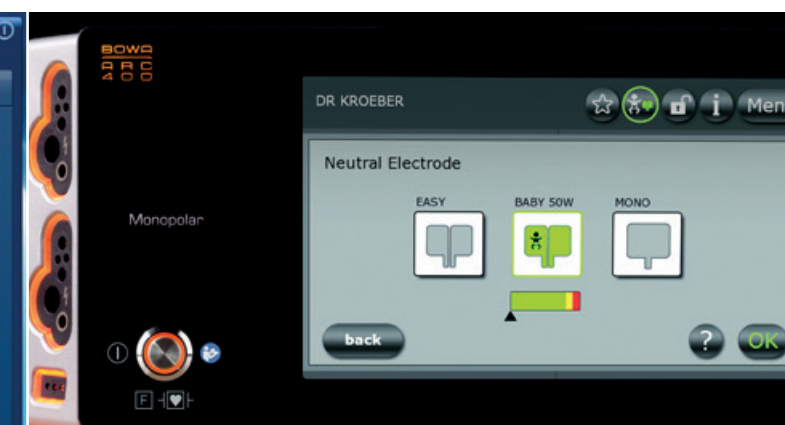 BOWA
ARC
400
DR KROEBER
i
Men
Neutral Electrode
EASY
BABY 50W
MONO
Monopolar
back
?
OK
F